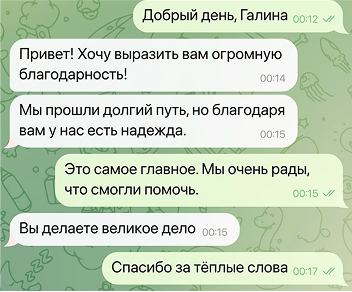 Добрый день, Галина 00:12
Привет! Хочу выразить вам огромную
благодарность! 00:14
Мы прошли долгий путь, но благодаря
вам у нас есть надежда. 00:15
Это самое главное. Мы очень рады,
что смогли помочь. 00:15
Вы делаете великое дело 00:15
Спасибо за тёплые слова 00:17